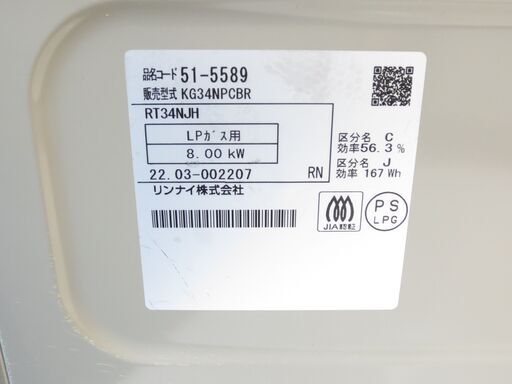 品名コード 51-5589
販売型式 KG34NPCBR
RT34NJH
LPガス用
8.00 kW
22.03-002207 RN
リンナイ株式会社
区分名 C
効率56.3%
区分名 J
効率 167 Wh
JIA認証
PS
LPG